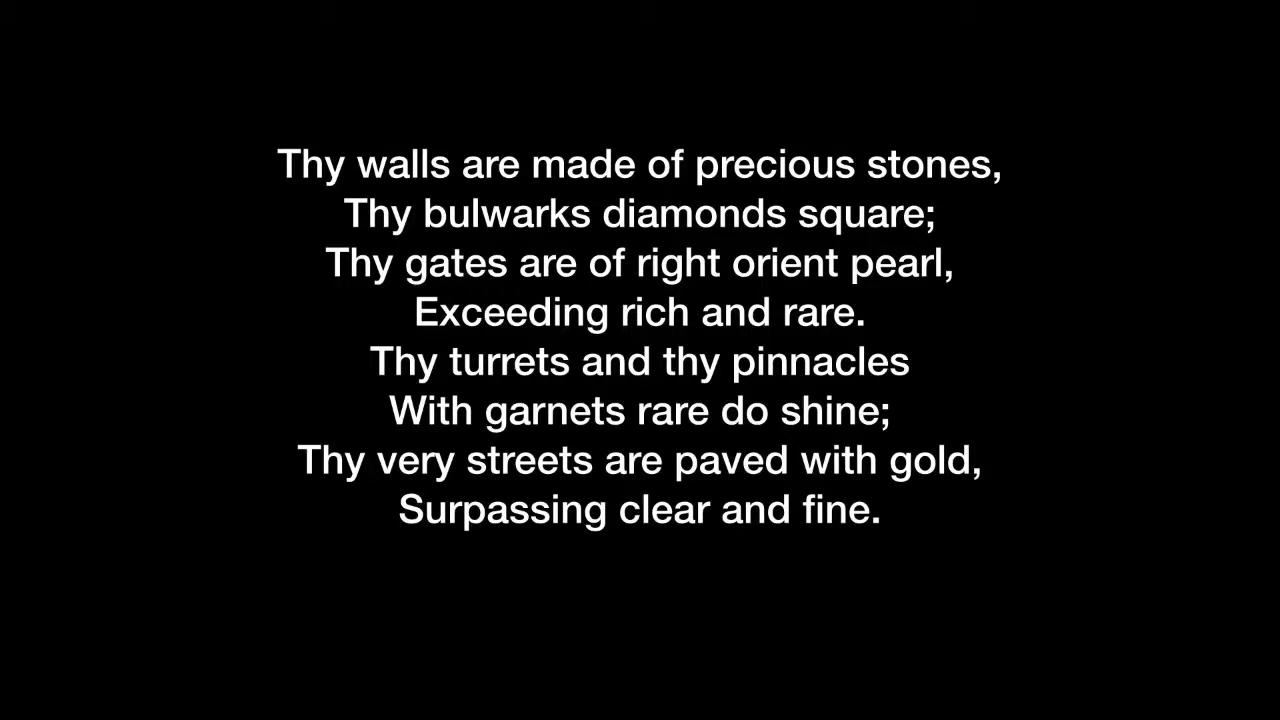 Thy walls are made of precious stones,
Thy bulwarks diamonds square;
Thy gates are of right orient pearl,
Exceeding rich and rare.
Thy turrets and thy pinnacles
With garnets rare do shine;
Thy very streets are paved with gold,
Surpassing clear and fine.